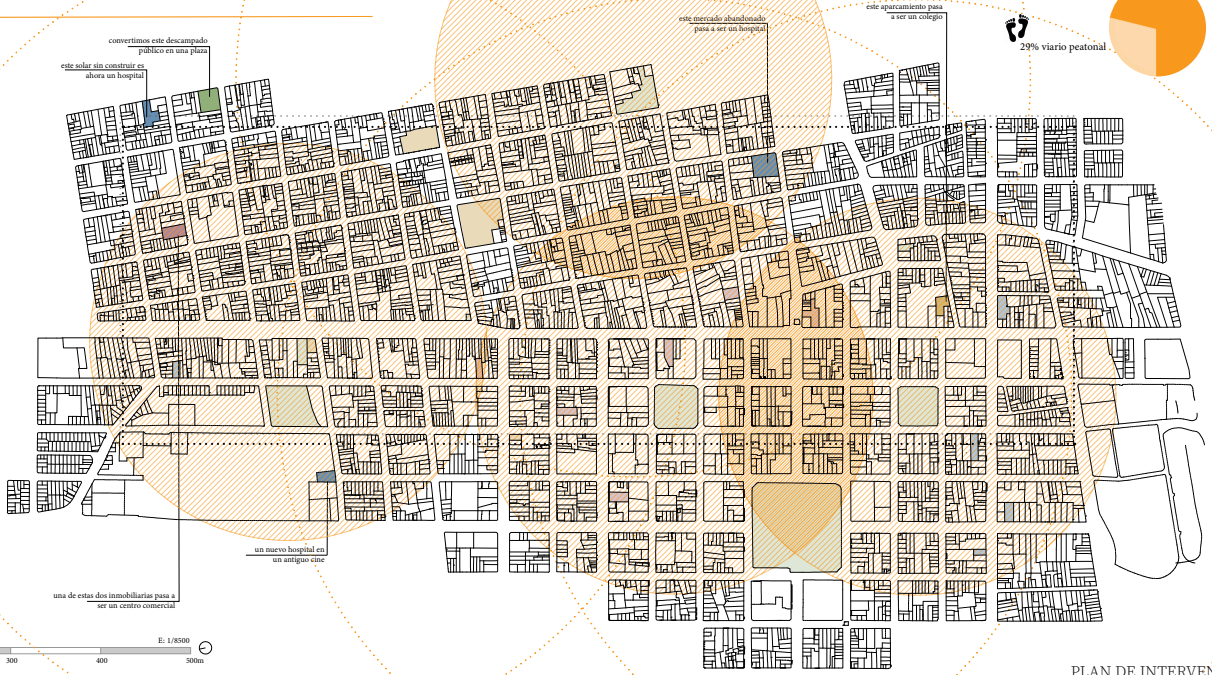 este aparcamiento pasa
a ser un colegio
este mercado abandonado
pasa a ser un hospital
29% viario peatonal
convertimos este descampado
público en una plaza
este solar sin construir es
ahora un hospital
un nuevo hospital en
un antiguo cine
una de estas dos inmobiliarias pasa a
ser un centro comercial
E: 1/8500
300 400 500m
PLAN DE INTERVEN